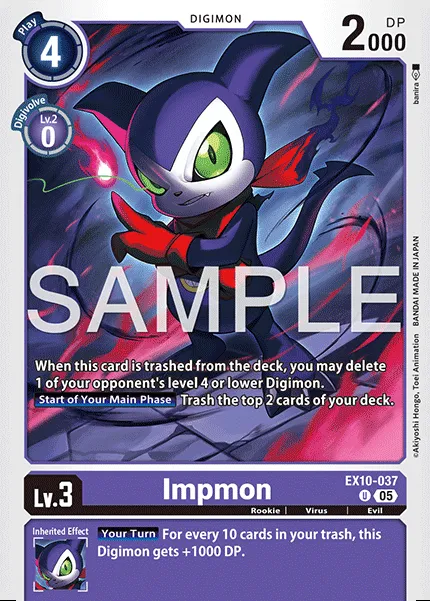 DIGIMON
Play
4
2000
DP
Digivolve
Lv.2
0
banira
SAMPLE
When this card is trashed from the deck, you may delete
1 of your opponent's level 4 or lower Digimon.
Start of Your Main Phase Trash the top 2 cards of your deck.
©Akiyoshi Hongo, Toei Animation BANDAI MADE IN JAPAN
Lv.3
Impmon
EX10-037
U 05
Rookie | Virus | Evil
Inherited Effect
Your Turn For every 10 cards in your trash, this
Digimon gets +1000 DP.